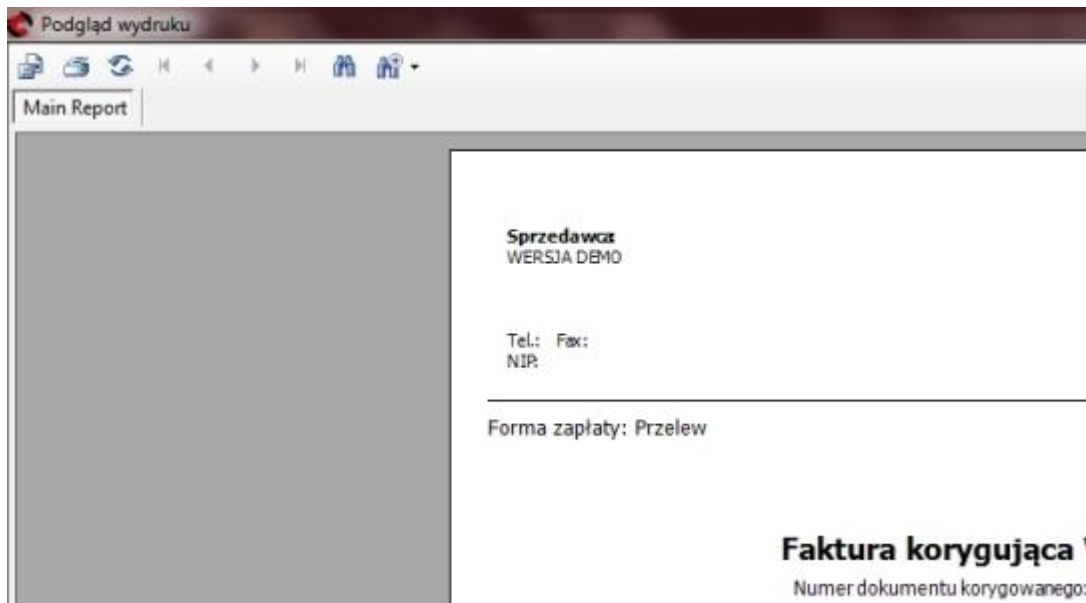 Podgląd wydruku
Main Report
Sprzedawca:
WERSJA DEMO
Tel.: Fax:
NIP:
Forma zapłaty: Przelew
Faktura korygująca
Numer dokumentu korygowanego: